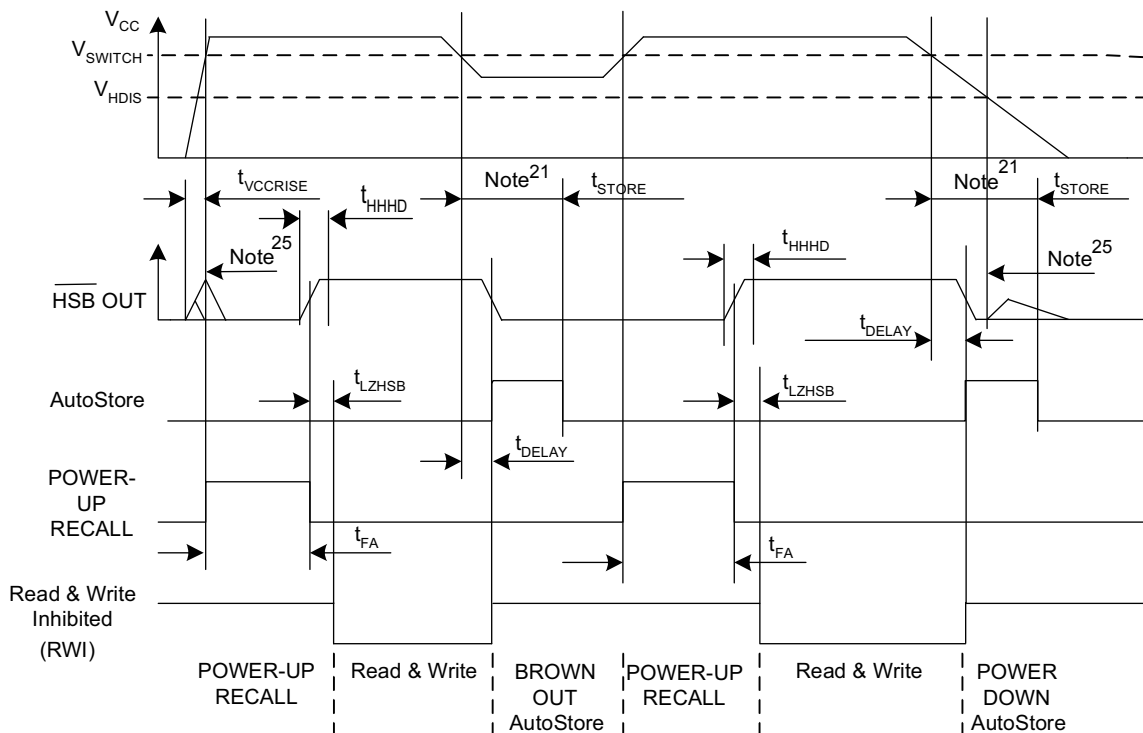 VCC
VSWITCH
VHDIS
tVCCRISE
tHHHD
Note21
tSTORE
Note21
tSTORE
Note25
tHHHD
Note25
HSB OUT
tDELAY
AutoStore
tLZHSB
tLZHSB
tDELAY
POWER-
UP
RECALL
tFA
tFA
Read & Write
Inhibited
(RWI)
POWER-UP
RECALL
Read & Write
BROWN
OUT
AutoStore
POWER-UP
RECALL
Read & Write
POWER
DOWN
AutoStore